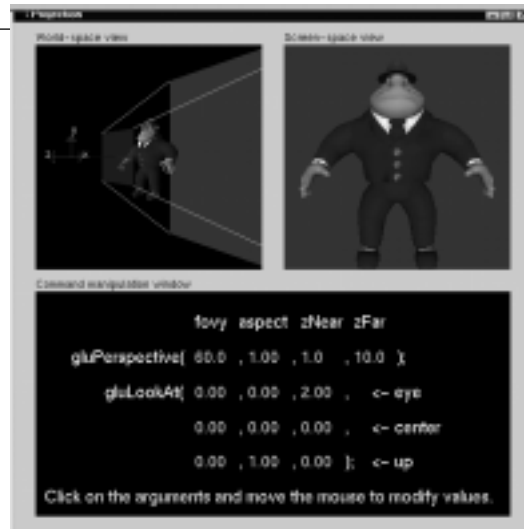 Projection
World-space view
Screen-space view
Command manipulation window
fovy aspect zNear zFar
gluPerspective( 60.0 , 1.00 , 1.0 , 10.0 );
gluLookAt( 0.00 , 0.00 , 2.00 , <- eye
0.00 , 0.00 , 0.00 , <- center
0.00 , 1.00 , 0.00 ); <- up
Click on the arguments and move the mouse to modify values.